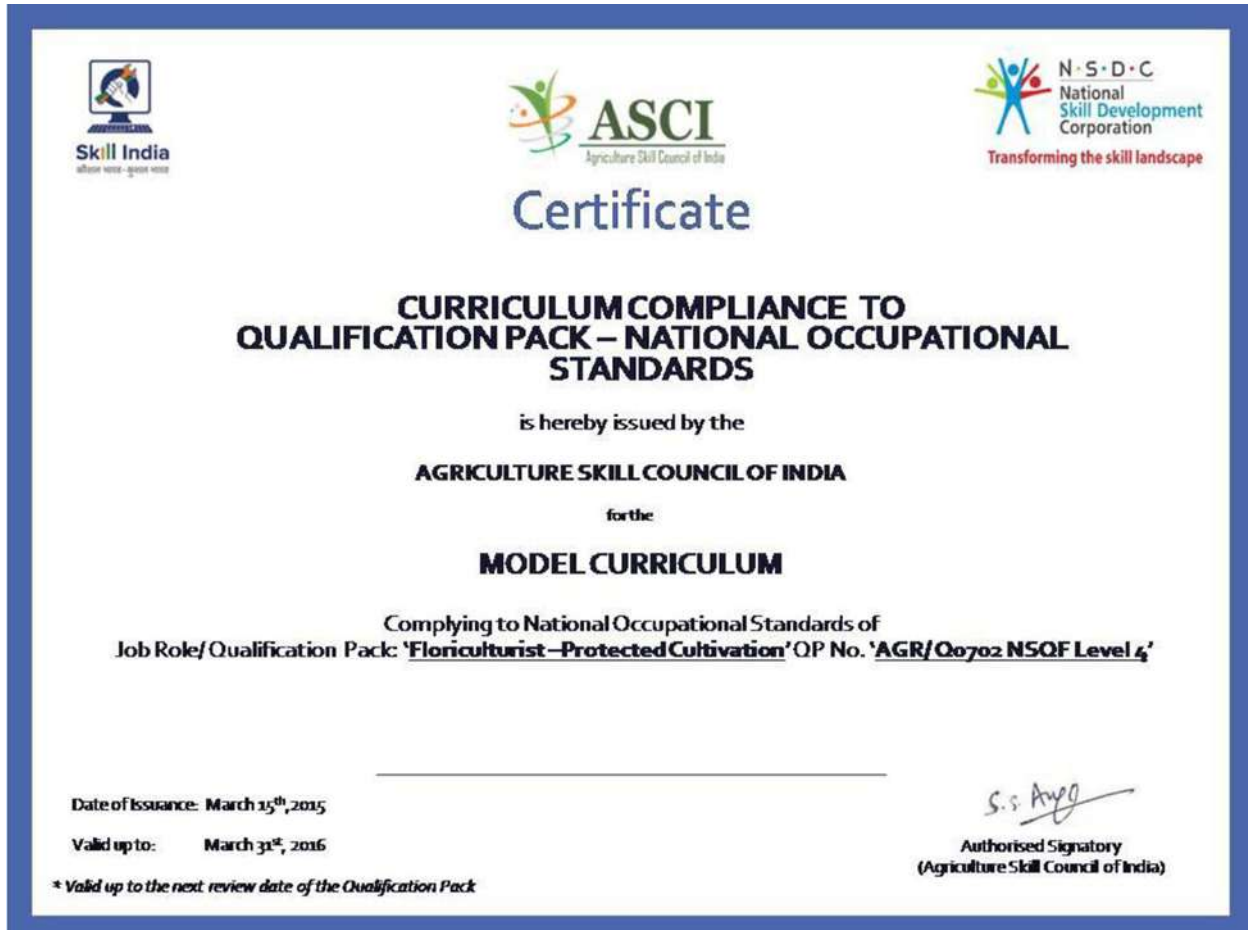 Skill India
कौशल भारत - कुशल भारत
ASCI
Agriculture Skill Council of India
N·S·D·C
National
Skill Development
Corporation
Transforming the skill landscape
Certificate
CURRICULUM COMPLIANCE TO
QUALIFICATION PACK – NATIONAL OCCUPATIONAL
STANDARDS
is hereby issued by the
AGRICULTURE SKILL COUNCIL OF INDIA
for the
MODEL CURRICULUM
Complying to National Occupational Standards of
Job Role/ Qualification Pack: 'Floriculturist – Protected Cultivation' QP No. 'AGR/ Q0702 NSQF Level 4'
Date of Issuance: March 15th, 2015
Valid up to: March 31st, 2016
* Valid up to the next review date of the Qualification Pack
S. S.
Authorised Signatory
(Agriculture Skill Council of India)